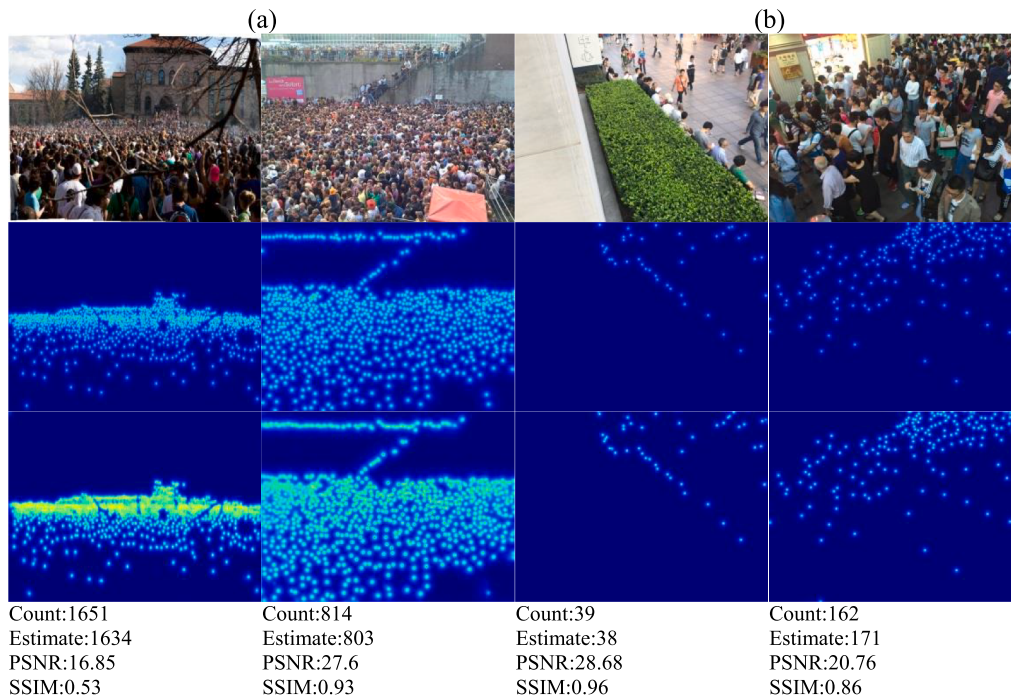 (a)
(b)
Count:1651
Estimate:1634
PSNR:16.85
SSIM:0.53
Count:814
Estimate:803
PSNR:27.6
SSIM:0.93
Count:39
Estimate:38
PSNR:28.68
SSIM:0.96
Count:162
Estimate:171
PSNR:20.76
SSIM:0.86